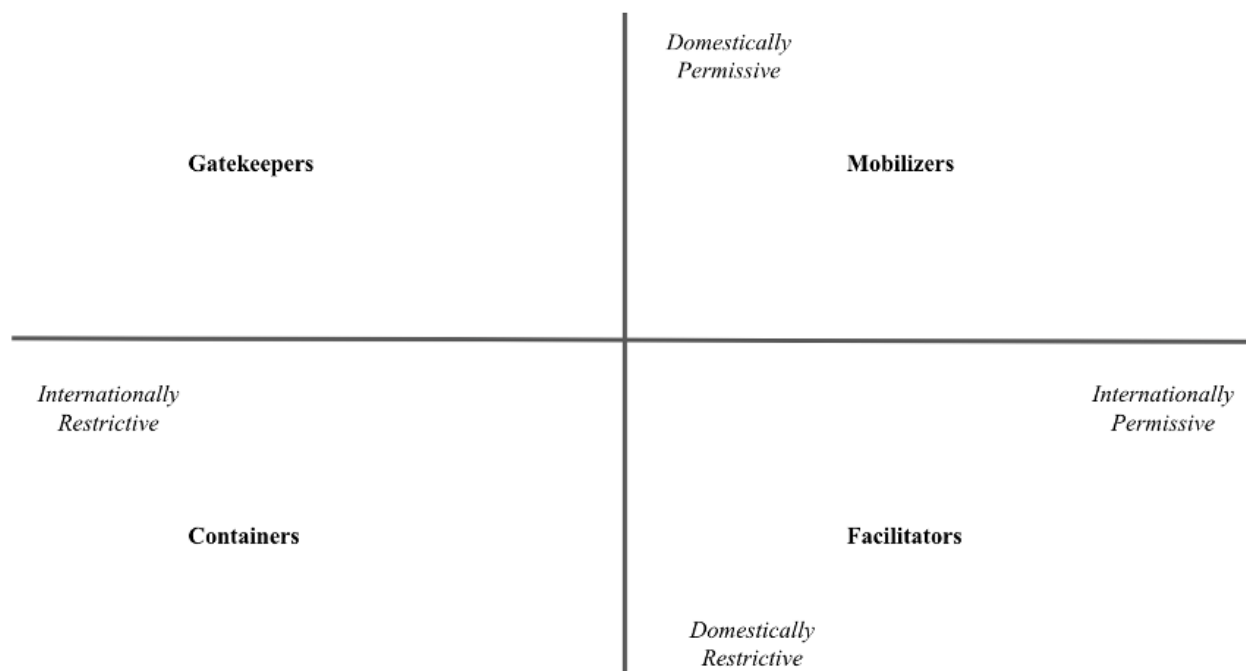 Domestically
Permissive
Gatekeepers
Mobilizers
Internationally
Restrictive
Internationally
Permissive
Containers
Facilitators
Domestically
Restrictive